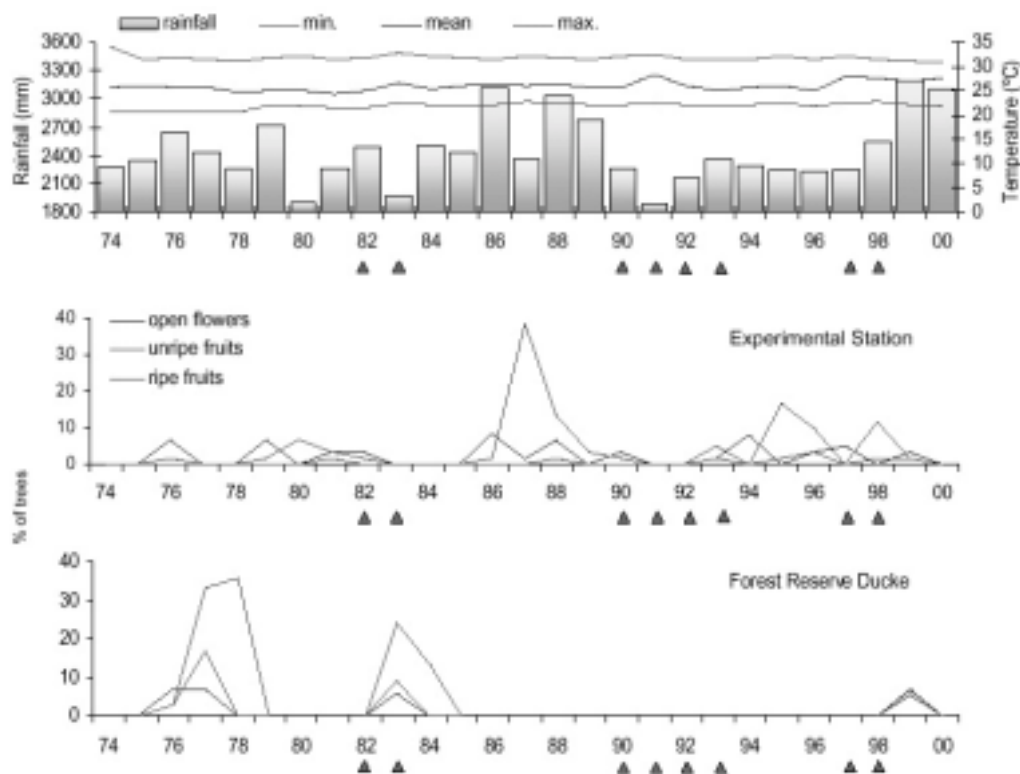 rainfall min. mean max.
3600 35
3300 30
3000 25
2700 20
2400 15
2100 10
5
1800 0
Rainfall (mm)
Temperature (ºC)
74 76 78 80 82 84 86 88 90 92 94 96 98 00
open flowers
unripe fruits
ripe fruits
Experimental Station
40
30
20
10
0
74 76 78 80 82 84 86 88 90 92 94 96 98 00
% of trees
Forest Reserve Ducke
40
30
20
10
0
74 76 78 80 82 84 86 88 90 92 94 96 98 00